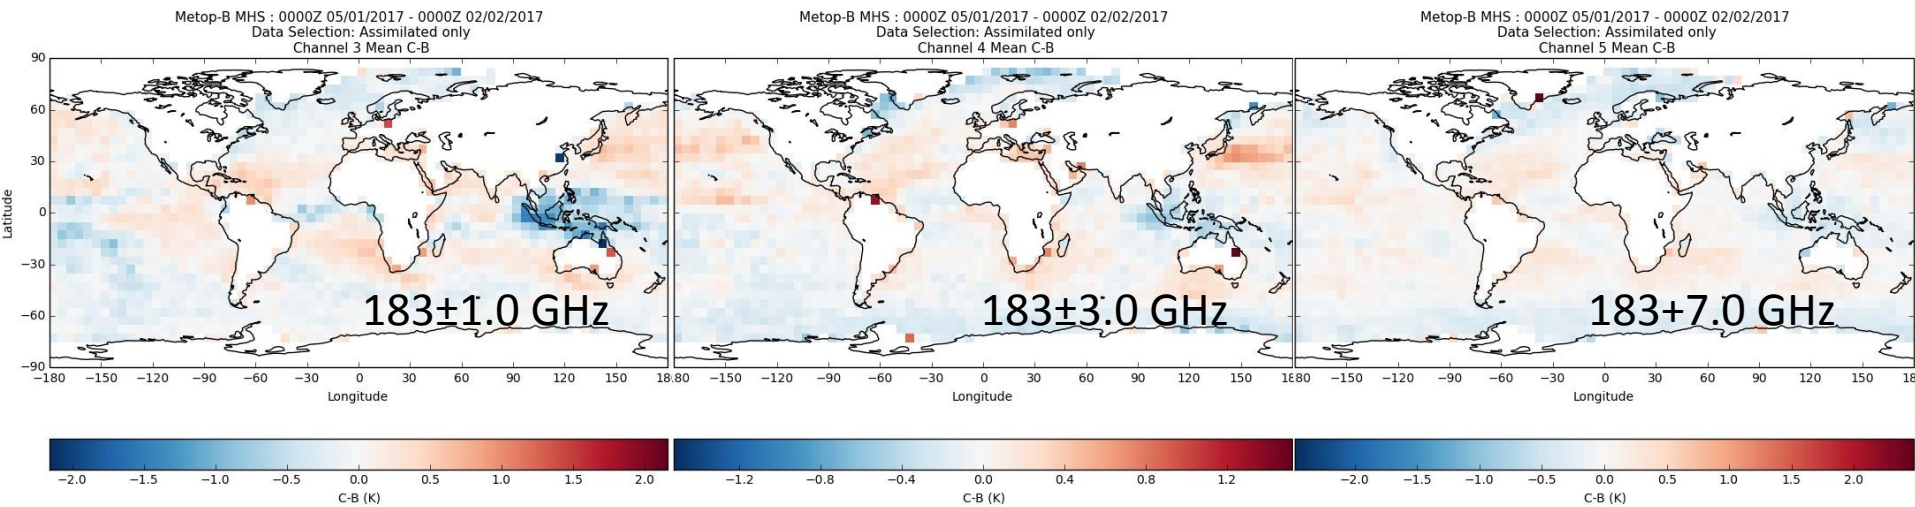 Metop-B MHS : 0000Z 05/01/2017 - 0000Z 02/02/2017
Data Selection: Assimilated only
Channel 3 Mean C-B
90
60
30
0
−30
−60
−90
Latitude
183±1.0 GHz
−180 −150 −120 −90 −60 −30 0 30 60 90 120 150 18
Longitude
−2.0 −1.5 −1.0 −0.5 0.0 0.5 1.0 1.5 2.0
C-B (K)
Metop-B MHS : 0000Z 05/01/2017 - 0000Z 02/02/2017
Data Selection: Assimilated only
Channel 4 Mean C-B
183±3.0 GHz
80 −150 −120 −90 −60 −30 0 30 60 90 120 150 18
Longitude
−1.2 −0.8 −0.4 0.0 0.4 0.8 1.2
C-B (K)
Metop-B MHS : 0000Z 05/01/2017 - 0000Z 02/02/2017
Data Selection: Assimilated only
Channel 5 Mean C-B
183+7.0 GHz
80 −150 −120 −90 −60 −30 0 30 60 90 120 150 18
Longitude
−2.0 −1.5 −1.0 −0.5 0.0 0.5 1.0 1.5 2.0
C-B (K)